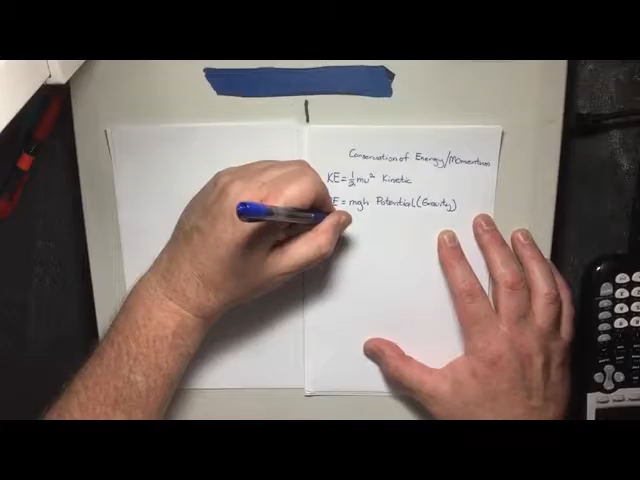 Conservation of Energy/Momentum
KE = ½mv² Kinetic
E = mgh Potential (Gravity)